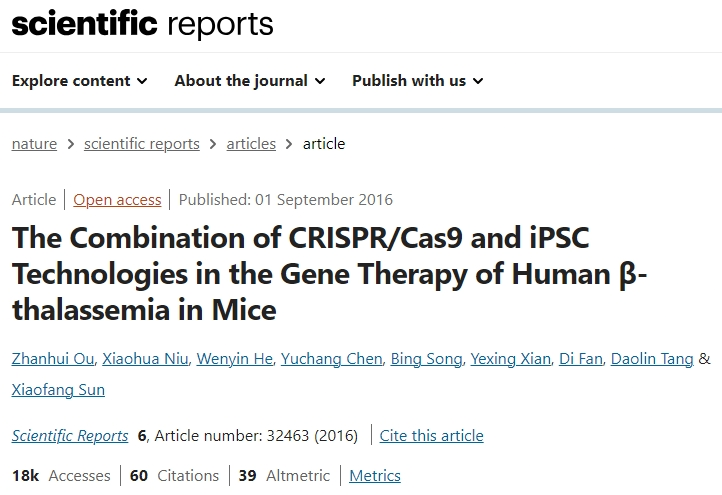 scientific reports
Explore content About the journal Publish with us
nature > scientific reports > articles > article
Article | Open access | Published: 01 September 2016
The Combination of CRISPR/Cas9 and iPSC
Technologies in the Gene Therapy of Human β-
thalassemia in Mice
Zhanhui Ou, Xiaohua Niu, Wenyin He, Yuchang Chen, Bing Song, Yexing Xian, Di Fan, Daolin Tang &
Xiaofang Sun
Scientific Reports 6, Article number: 32463 (2016) | Cite this article
18k Accesses | 60 Citations | 39 Altmetric | Metrics